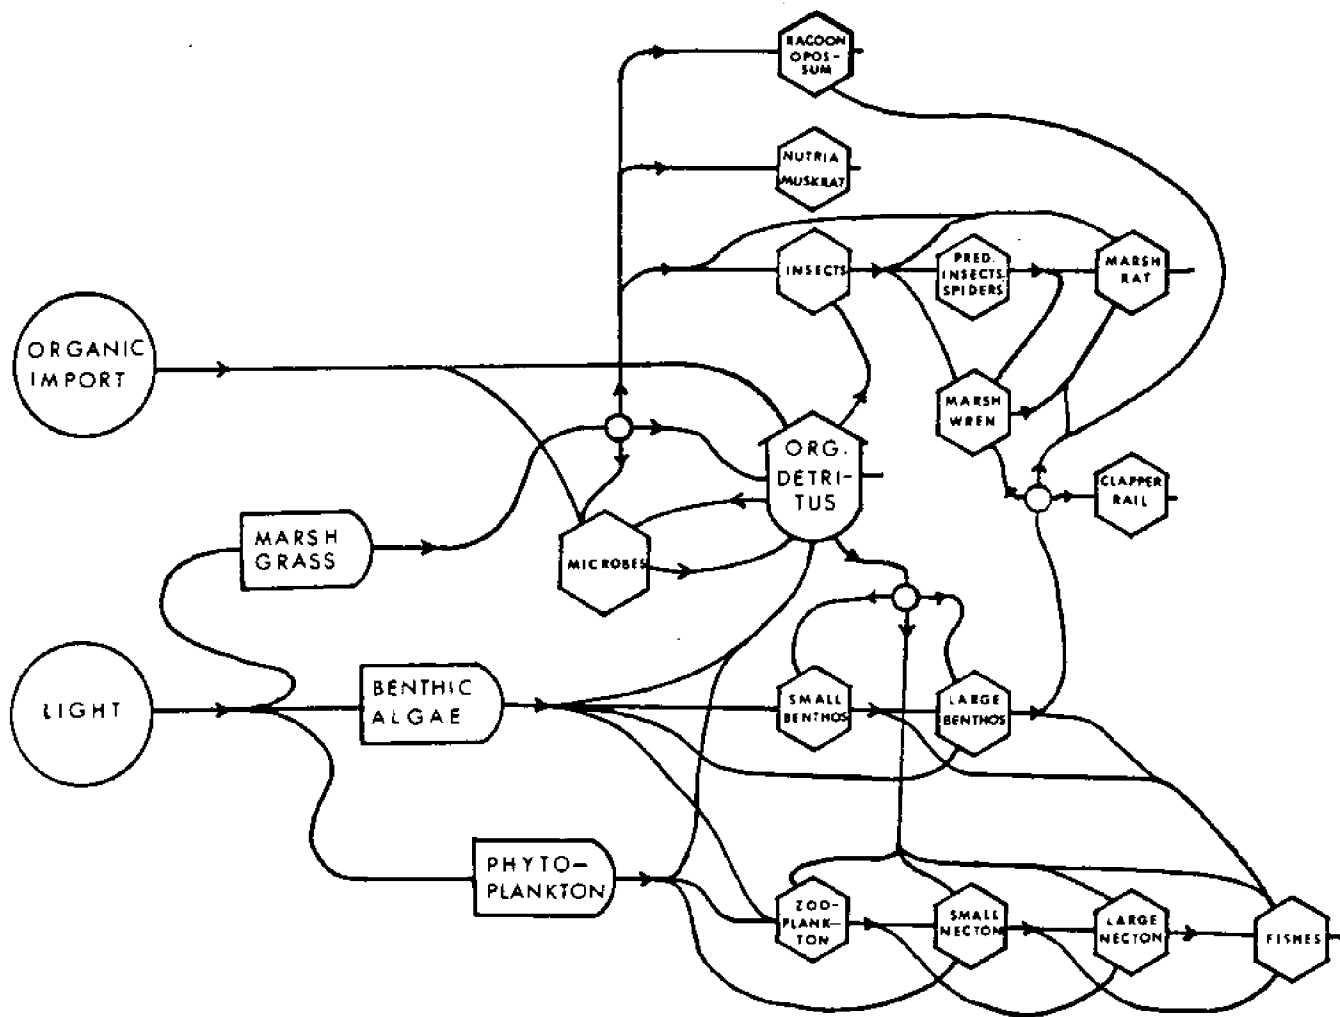 RACOON
OPOS-
SUM
NUTRIA
MUSKRAT
INSECTS
PRED.
INSECTS
SPIDERS
MARSH
RAT
ORGANIC
IMPORT
MARSH
WREN
ORG.
DETRI-
TUS
CLAPPER
RAIL
MARSH
GRASS
MICROBES
LIGHT
BENTHIC
ALGAE
SMALL
BENTHOS
LARGE
BENTHOS
PHYTO-
PLANKTON
ZOO-
PLANK-
TON
SMALL
NECTON
LARGE
NECTON
FISHES